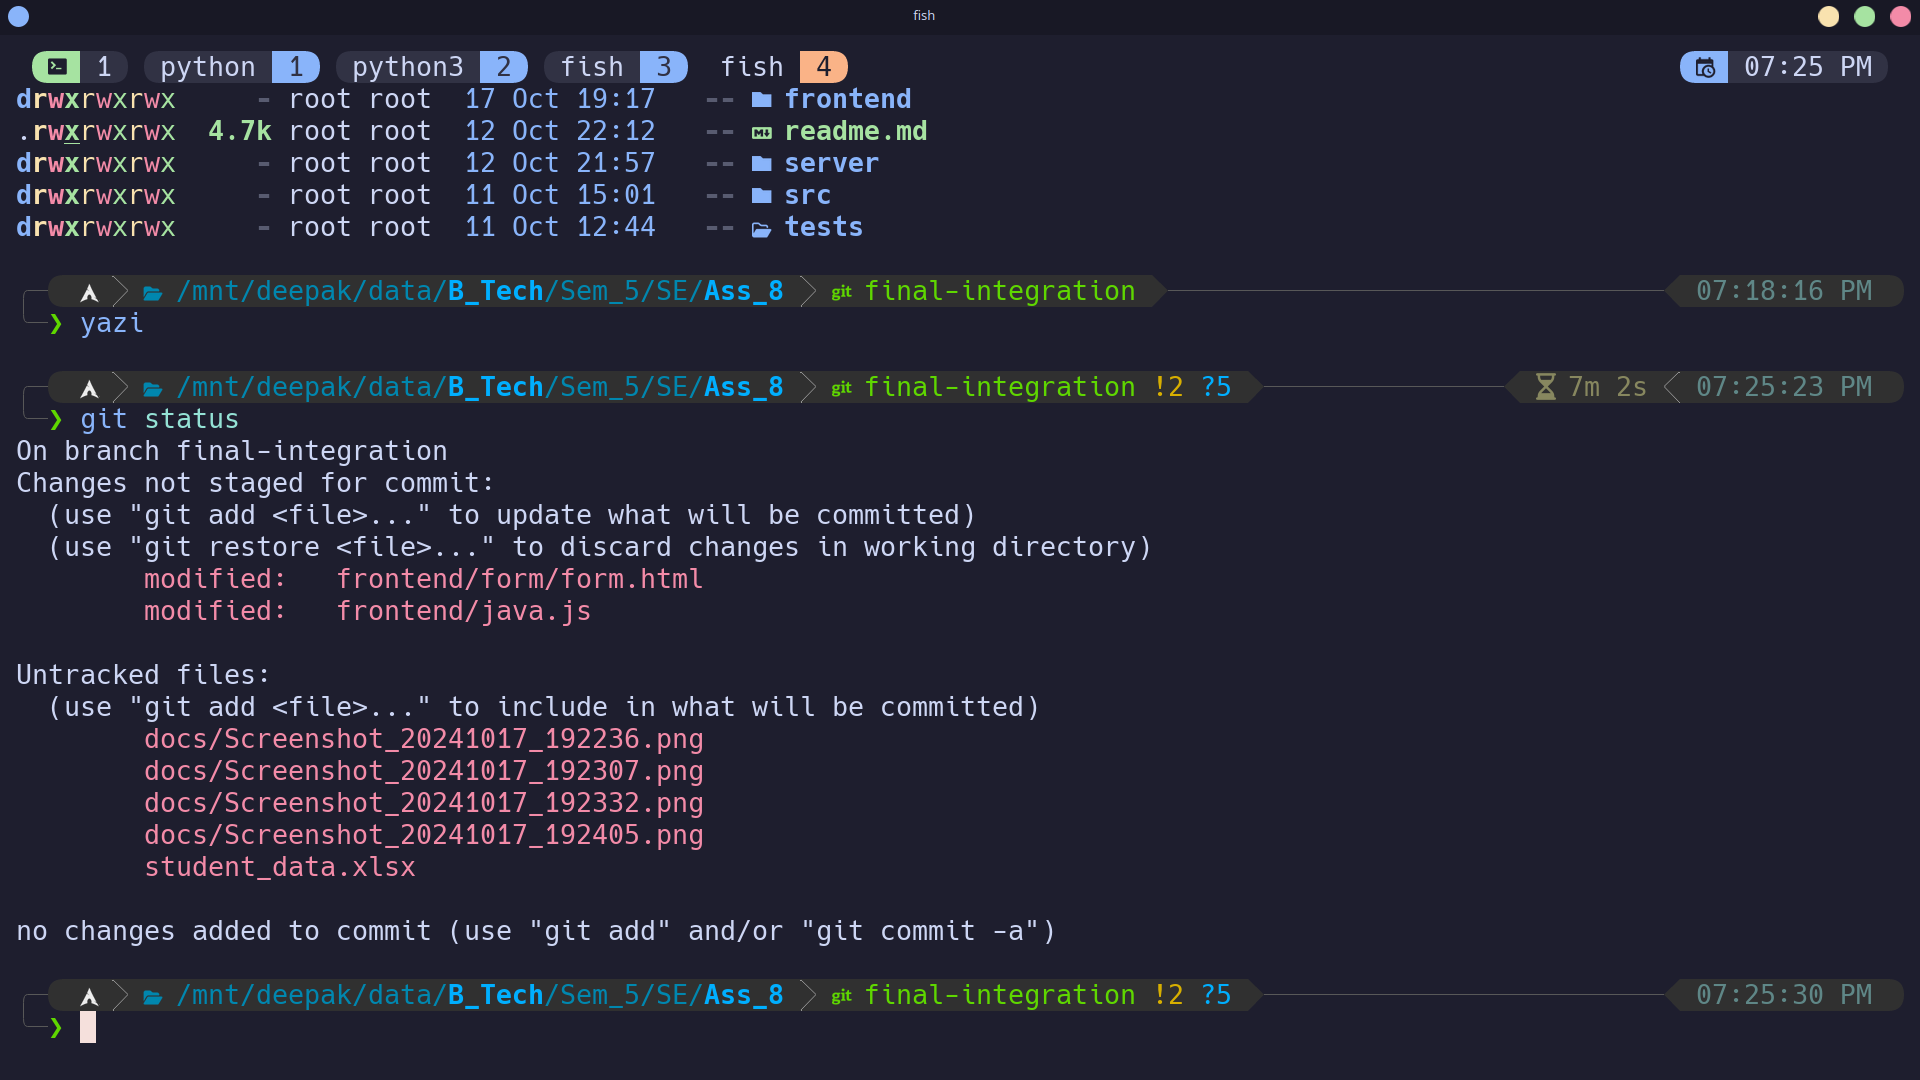 fish
1 python 1 python3 2 fish 3 fish 4 07:25 PM
drwxrwxrwx - root root 17 Oct 19:17 -- frontend
.rwxrwxrwx 4.7k root root 12 Oct 22:12 -- readme.md
drwxrwxrwx - root root 12 Oct 21:57 -- server
drwxrwxrwx - root root 11 Oct 15:01 -- src
drwxrwxrwx - root root 11 Oct 12:44 -- tests
/mnt/deepak/data/B_Tech/Sem_5/SE/Ass_8 git final-integration 07:18:16 PM
❯ yazi
/mnt/deepak/data/B_Tech/Sem_5/SE/Ass_8 git final-integration !2 ?5 7m 2s 07:25:23 PM
❯ git status
On branch final-integration
Changes not staged for commit:
  (use "git add <file>..." to update what will be committed)
  (use "git restore <file>..." to discard changes in working directory)
        modified:   frontend/form/form.html
        modified:   frontend/java.js
Untracked files:
  (use "git add <file>..." to include in what will be committed)
        docs/Screenshot_20241017_192236.png
        docs/Screenshot_20241017_192307.png
        docs/Screenshot_20241017_192332.png
        docs/Screenshot_20241017_192405.png
        student_data.xlsx
no changes added to commit (use "git add" and/or "git commit -a")
/mnt/deepak/data/B_Tech/Sem_5/SE/Ass_8 git final-integration !2 ?5 07:25:30 PM
❯